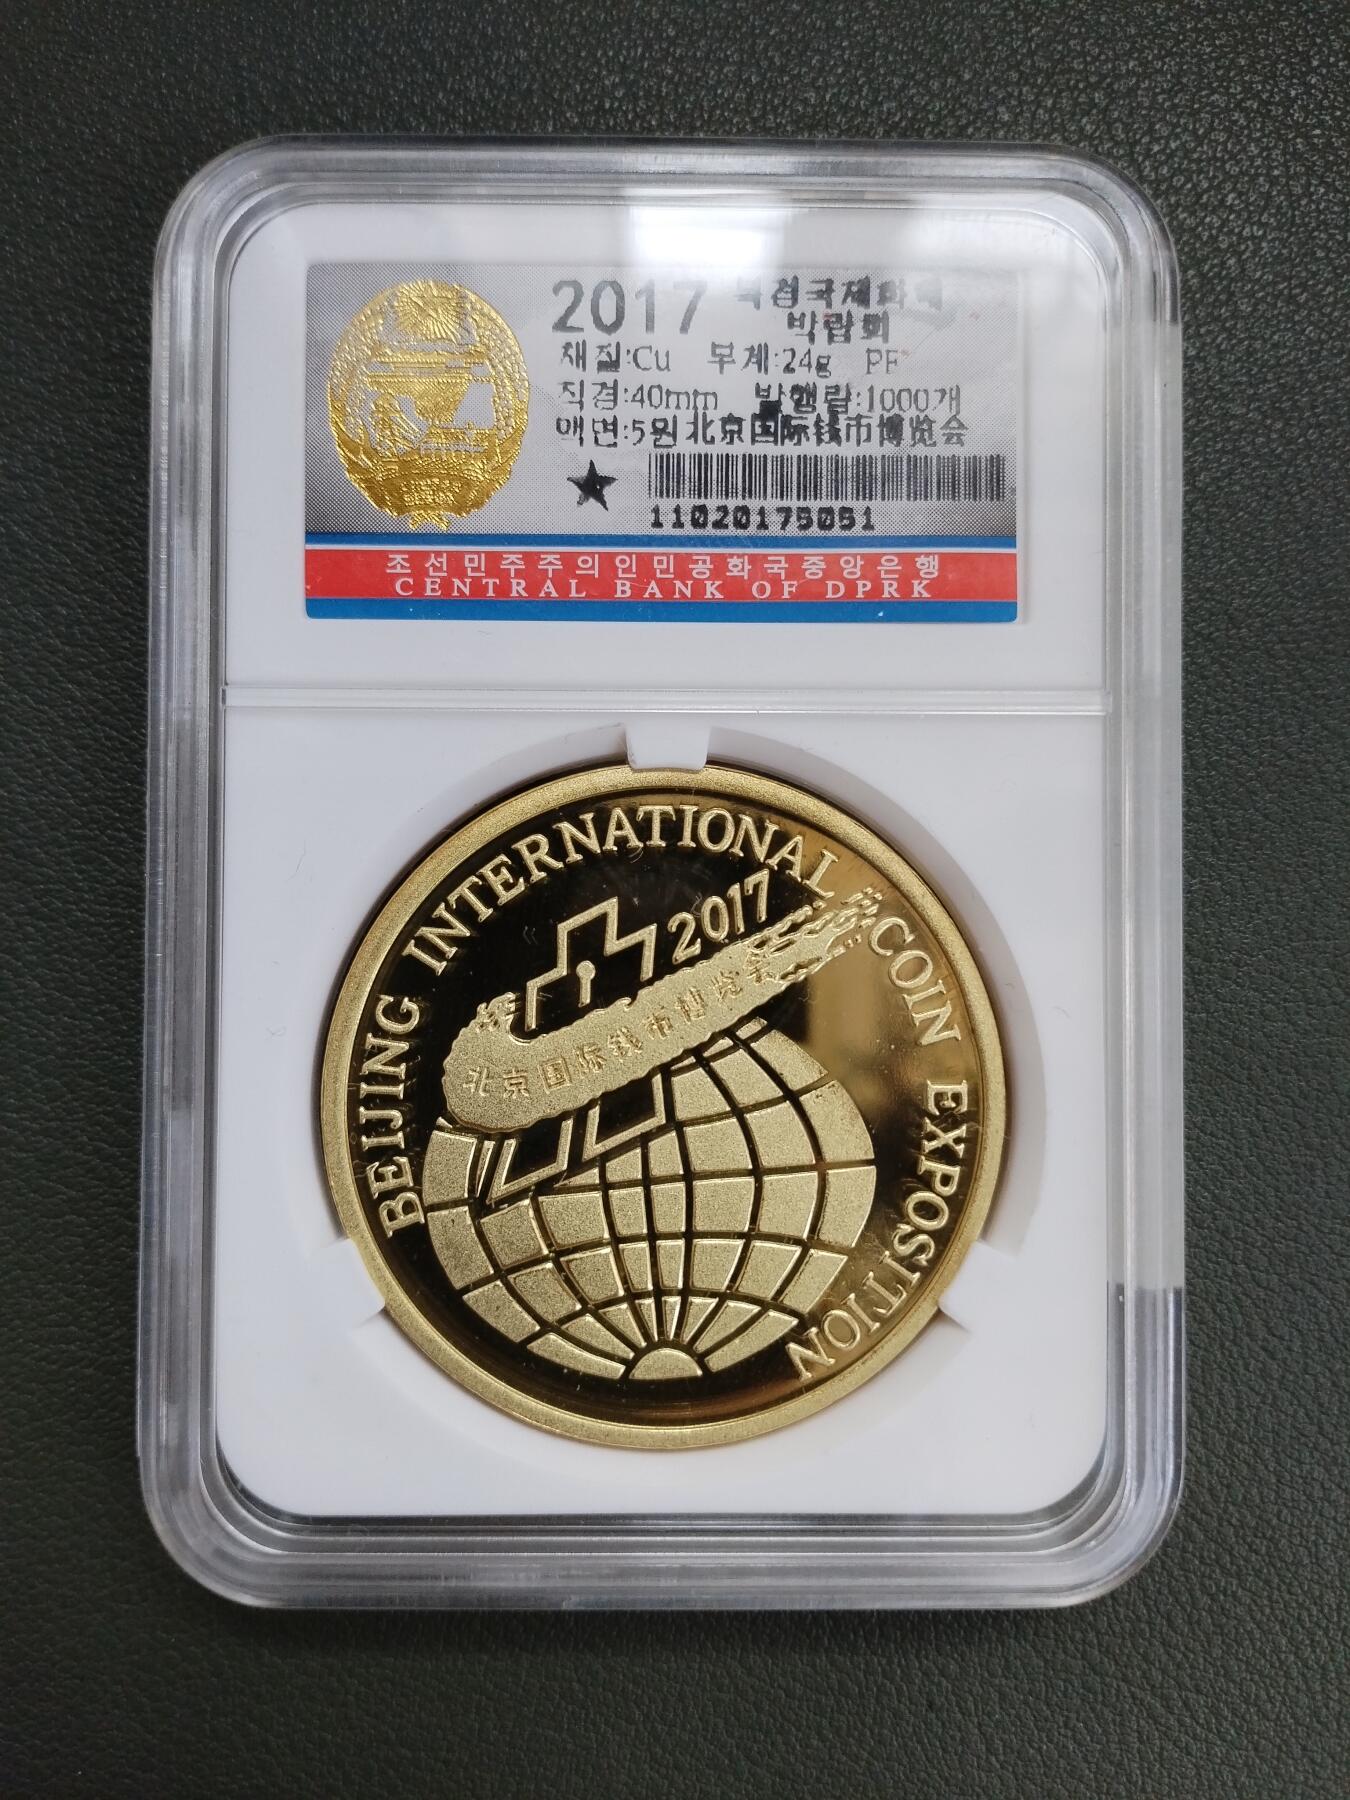 2017 북경국제화폐
박람회
재질:Cu 무게:24g PF
직경:40mm 발행량:1000개
액면:5원 北京国际钱币博览会
11020175051
조선민주주의인민공화국중앙은행
CENTRAL BANK OF DPRK
BEIJING INTERNATIONAL COIN EXPOSITION
2017
北京国际钱币博览会